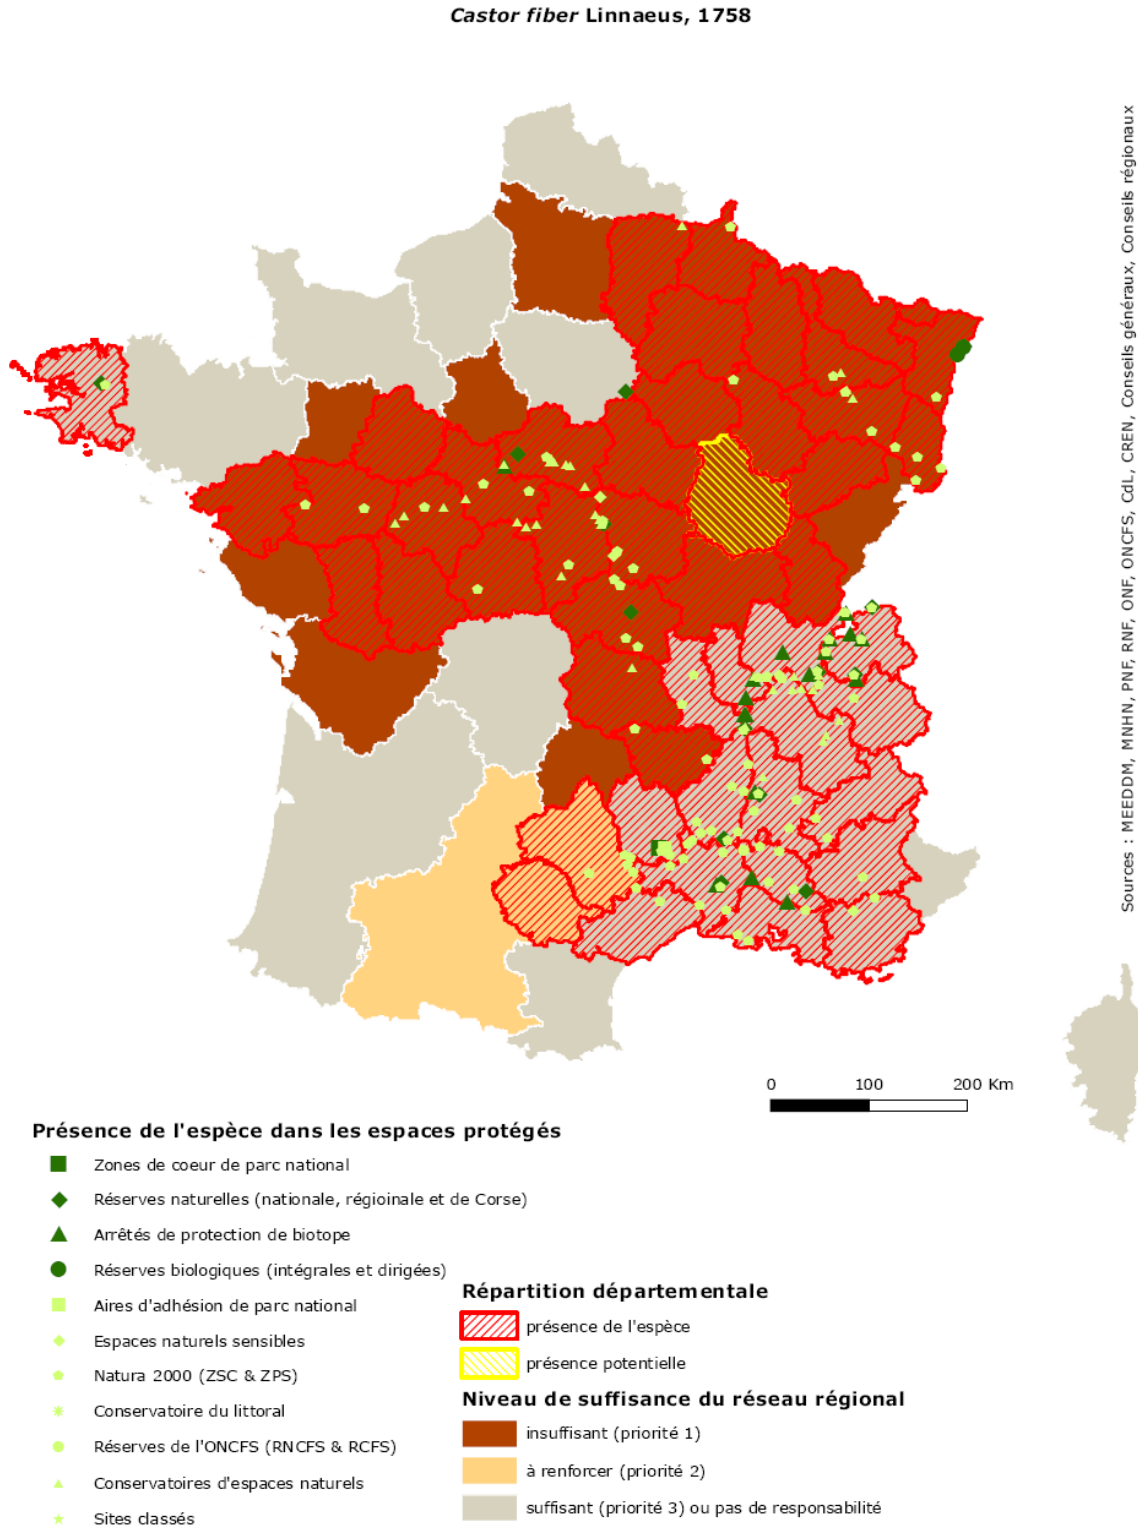 Castor fiber Linnaeus, 1758
Sources : MEEDDM, MNHN, PNF, RNF, ONF, ONCFS, CdL, CREN, Conseils généraux, Conseils régionaux
0 100 200 Km
Présence de l'espèce dans les espaces protégés
Zones de coeur de parc national
Réserves naturelles (nationale, régioinale et de Corse)
Arrêtés de protection de biotope
Réserves biologiques (intégrales et dirigées)
Aires d'adhésion de parc national
Espaces naturels sensibles
Natura 2000 (ZSC & ZPS)
Conservatoire du littoral
Réserves de l'ONCFS (RNCFS & RCFS)
Conservatoires d'espaces naturels
Sites classés
Répartition départementale
présence de l'espèce
présence potentielle
Niveau de suffisance du réseau régional
insuffisant (priorité 1)
à renforcer (priorité 2)
suffisant (priorité 3) ou pas de responsabilité